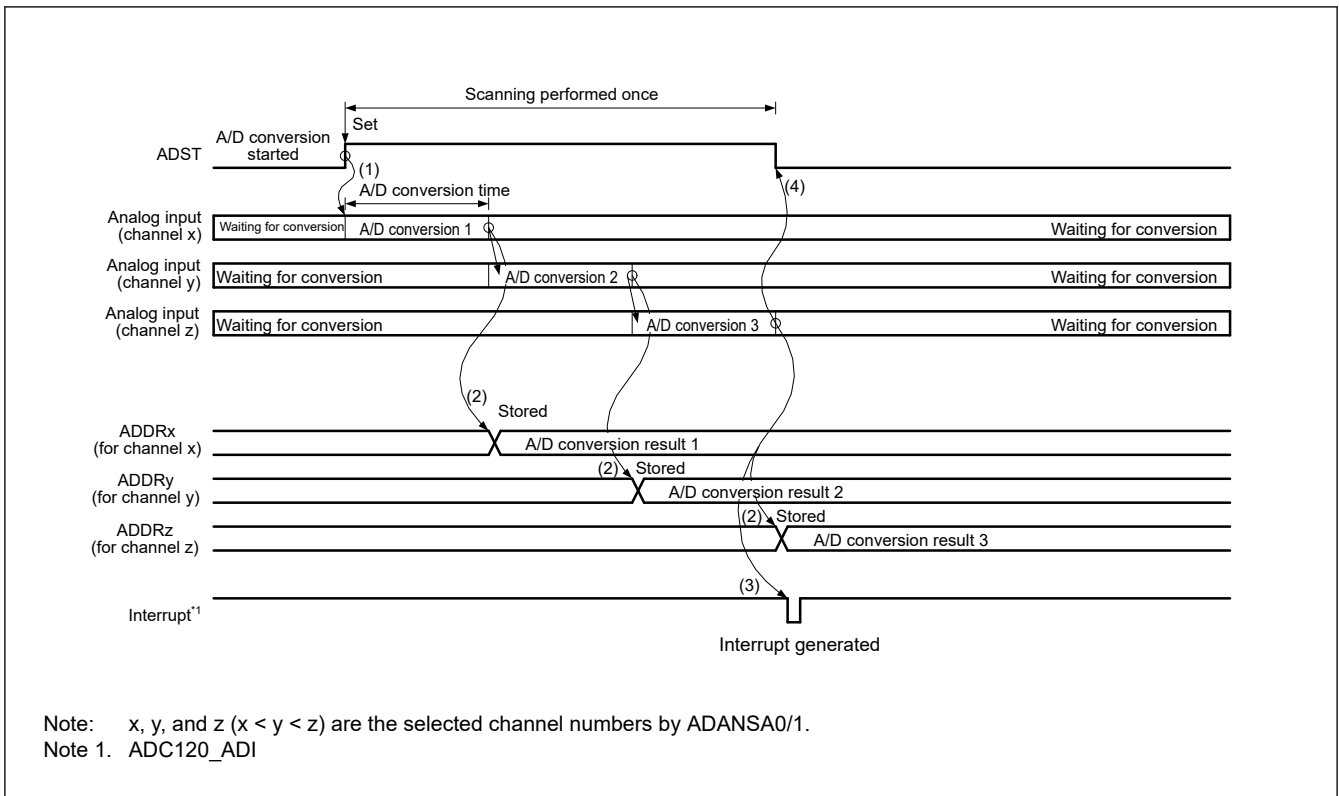 Scanning performed once
Set
A/D conversion
started
ADST
(1)
A/D conversion time
(4)
Analog input
(channel x)
Waiting for conversion
A/D conversion 1
Waiting for conversion
Analog input
(channel y)
Waiting for conversion
A/D conversion 2
Waiting for conversion
Analog input
(channel z)
Waiting for conversion
A/D conversion 3
Waiting for conversion
(2)
Stored
ADDRx
(for channel x)
A/D conversion result 1
(2)
Stored
ADDRy
(for channel y)
A/D conversion result 2
(2)
Stored
ADDRz
(for channel z)
A/D conversion result 3
(3)
Interrupt*1
Interrupt generated
Note: x, y, and z (x < y < z) are the selected channel numbers by ADANSA0/1.
Note 1. ADC120_ADI